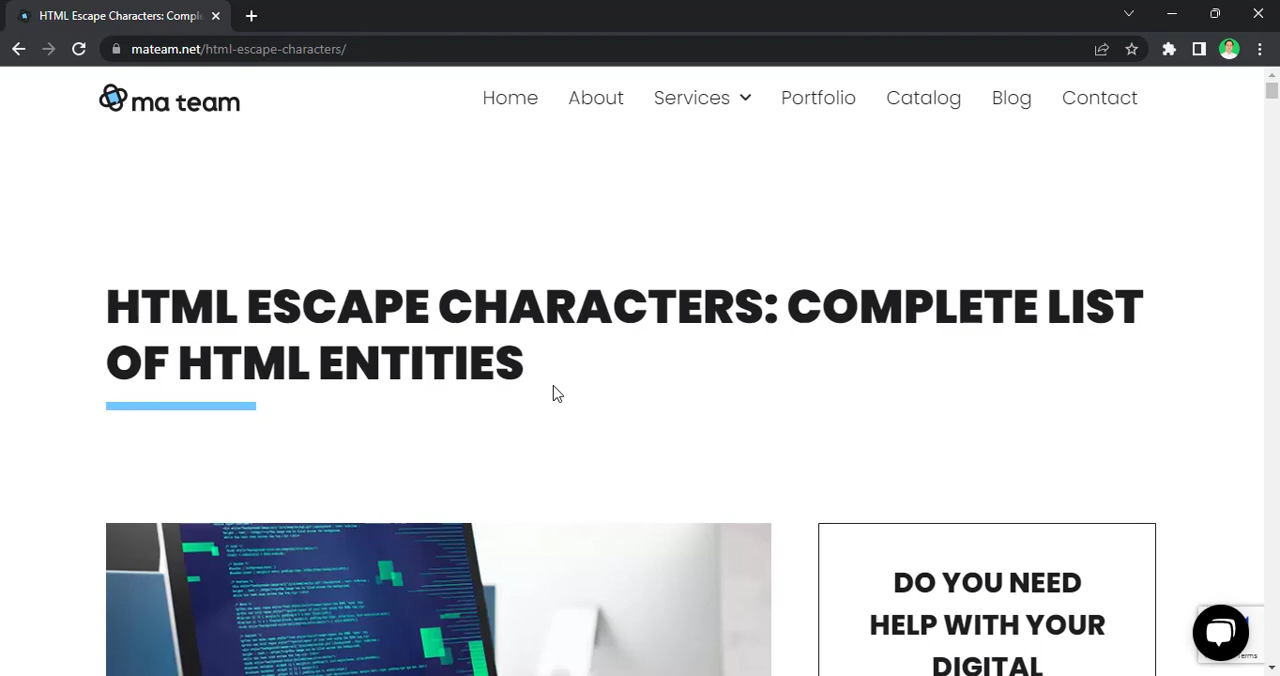 HTML Escape Characters: Comple
mateam.net/html-escape-characters/
ma team
Home About Services Portfolio Catalog Blog Contact
HTML ESCAPE CHARACTERS: COMPLETE LIST
OF HTML ENTITIES
DO YOU NEED
HELP WITH YOUR
DIGITAL
Terms